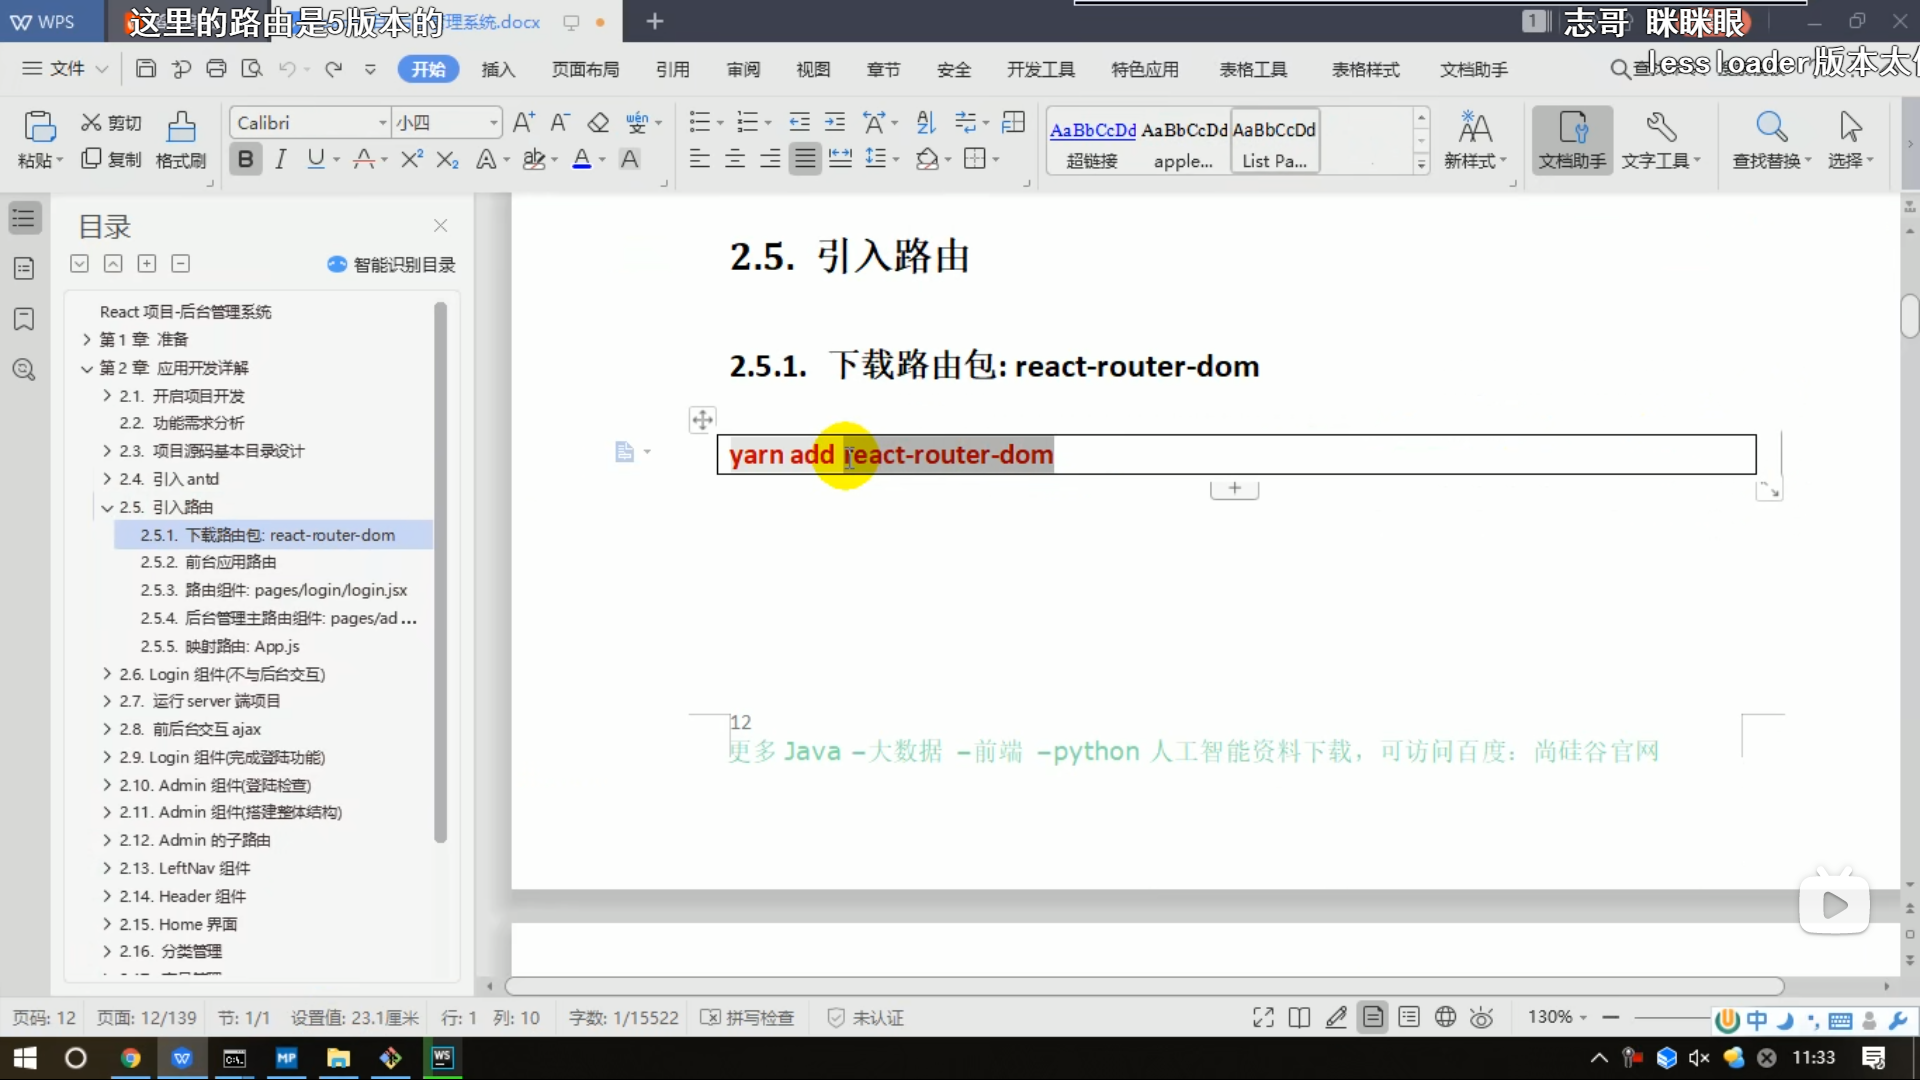 WPS
这里的路由是5版本的
管理系统.docx
1
志哥 眯眯眼
lessloader版本太
文件
开始
插入
页面布局
引用
审阅
视图
章节
安全
开发工具
特色应用
表格工具
表格样式
文档助手
粘贴
剪切
复制
格式刷
Calibri
小四
AaBbCcDd
超链接
AaBbCcDd
apple...
AaBbCcDd
List Pa...
新样式
文档助手
文字工具
查找替换
选择
目录
智能识别目录
React 项目-后台管理系统
第 1 章 准备
第 2 章 应用开发详解
2.1. 开启项目开发
2.2. 功能需求分析
2.3. 项目源码基本目录设计
2.4. 引入 antd
2.5. 引入路由
2.5.1. 下载路由包: react-router-dom
2.5.2. 前台应用路由
2.5.3. 路由组件: pages/login/login.jsx
2.5.4. 后台管理主路由组件: pages/ad ...
2.5.5. 映射路由: App.js
2.6. Login 组件(不与后台交互)
2.7. 运行 server 端项目
2.8. 前后台交互 ajax
2.9. Login 组件(完成登陆功能)
2.10. Admin 组件(登陆检查)
2.11. Admin 组件(搭建整体结构)
2.12. Admin 的子路由
2.13. LeftNav 组件
2.14. Header 组件
2.15. Home 界面
2.16. 分类管理
2.5. 引入路由
2.5.1. 下载路由包: react-router-dom
yarn add react-router-dom
12
更多 Java –大数据 –前端 –python 人工智能资料下载，可访问百度：尚硅谷官网
页码: 12
页面: 12/139
节: 1/1
设置值: 23.1厘米
行: 1
列: 10
字数: 1/15522
拼写检查
未认证
130%
中
11:33